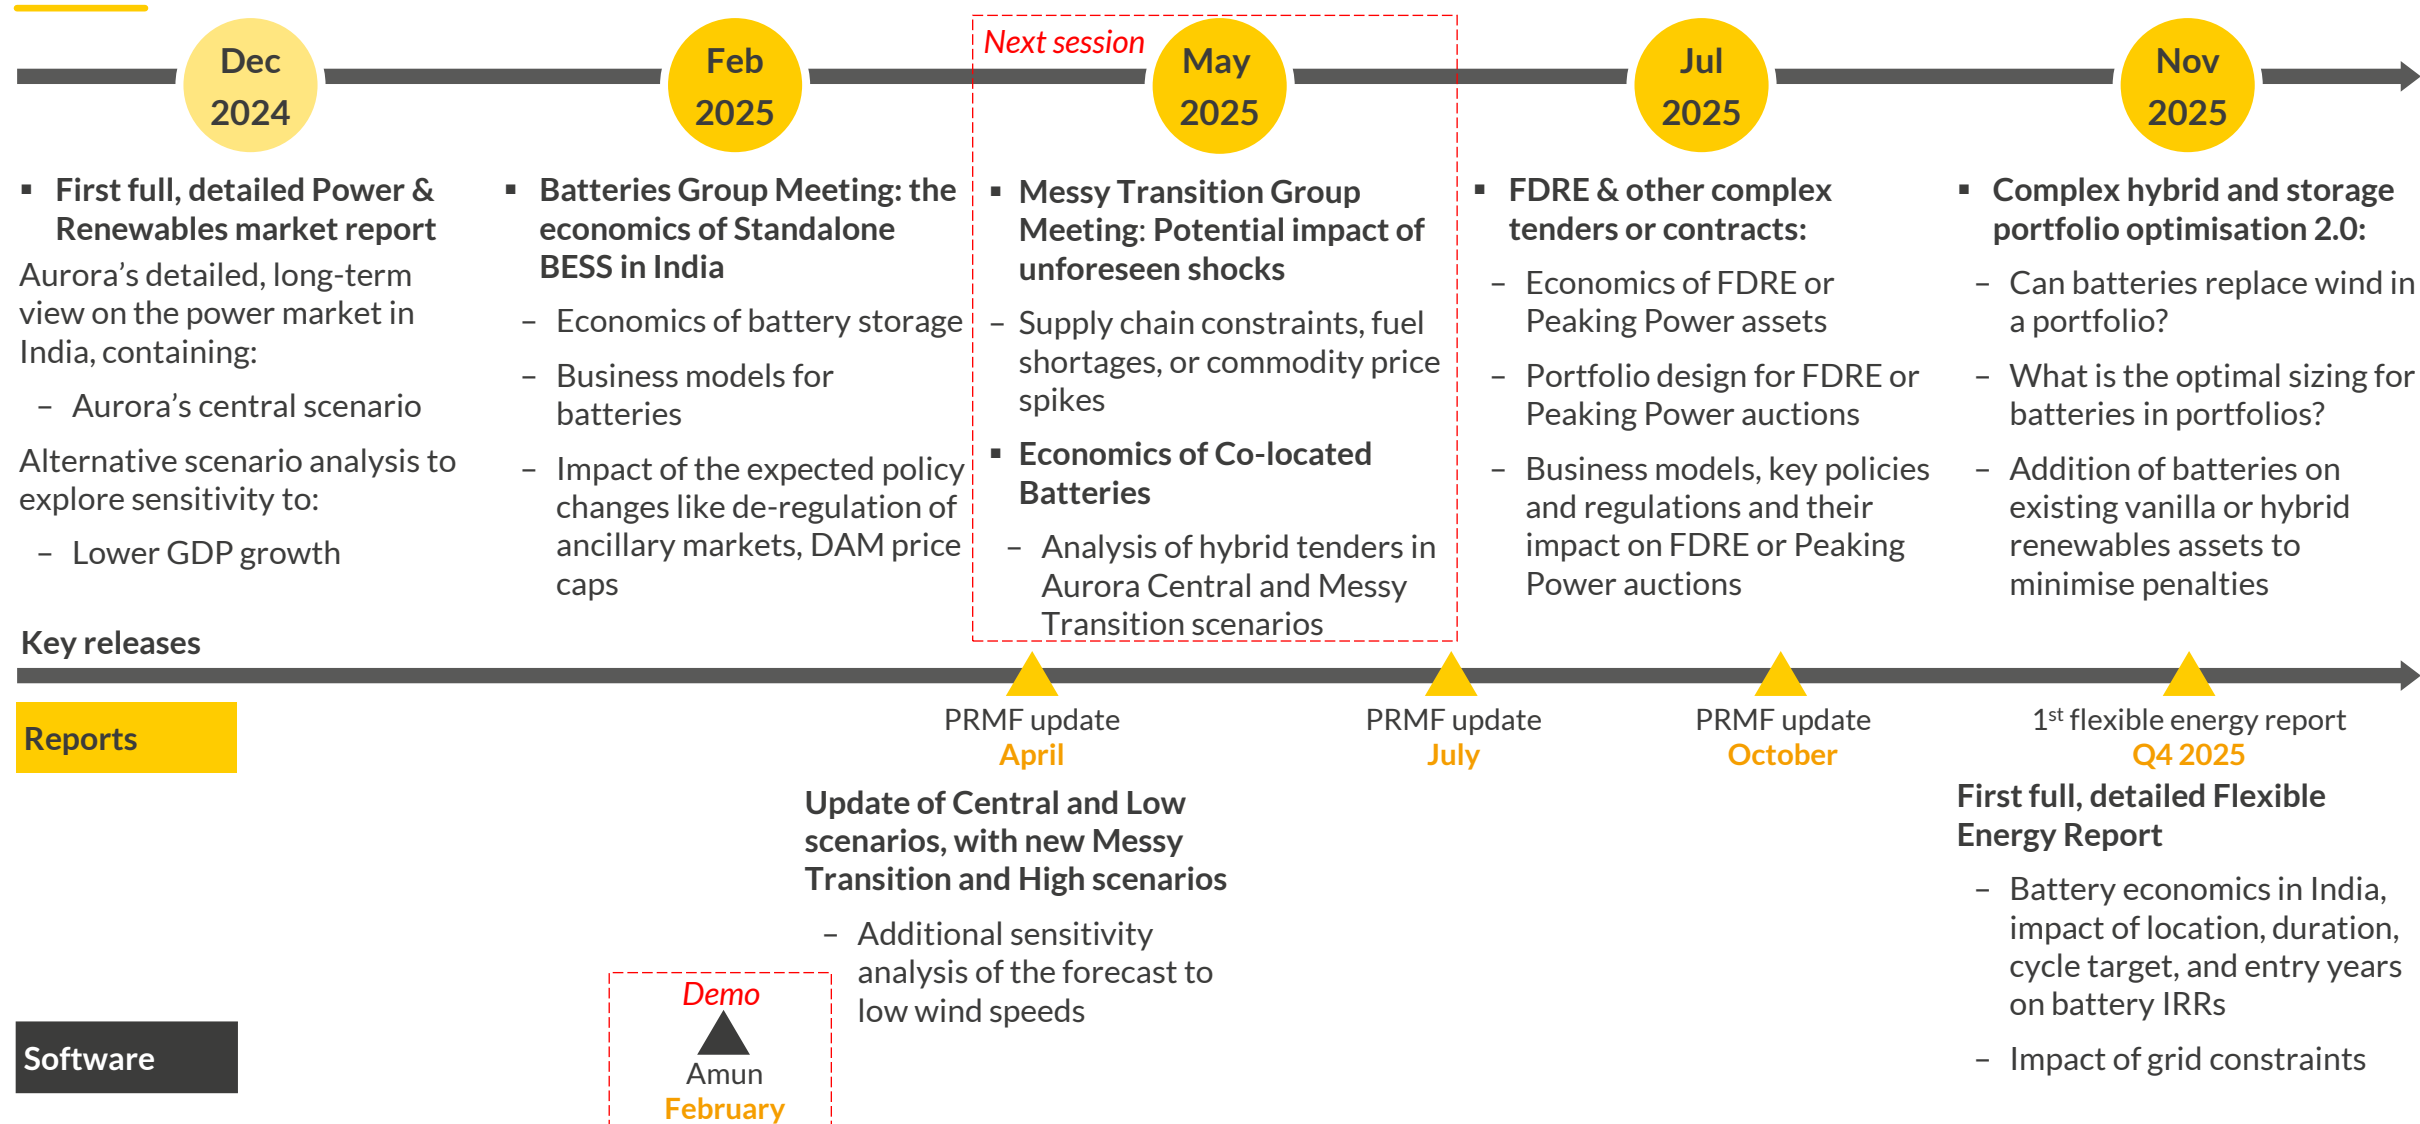 Next session
Dec
2024
Feb
2025
May
2025
Jul
2025
Nov
2025
▪ First full, detailed Power &
Renewables market report
Aurora’s detailed, long-term
view on the power market in
India, containing:
– Aurora’s central scenario
Alternative scenario analysis to
explore sensitivity to:
– Lower GDP growth
▪ Batteries Group Meeting: the
economics of Standalone
BESS in India
– Economics of battery storage
– Business models for
batteries
– Impact of the expected policy
changes like de-regulation of
ancillary markets, DAM price
caps
▪ Messy Transition Group
Meeting: Potential impact of
unforeseen shocks
– Supply chain constraints, fuel
shortages, or commodity price
spikes
▪ Economics of Co-located
Batteries
– Analysis of hybrid tenders in
Aurora Central and Messy
Transition scenarios
▪ FDRE & other complex
tenders or contracts:
– Economics of FDRE or
Peaking Power assets
– Portfolio design for FDRE or
Peaking Power auctions
– Business models, key policies
and regulations and their
impact on FDRE or Peaking
Power auctions
▪ Complex hybrid and storage
portfolio optimisation 2.0:
– Can batteries replace wind in
a portfolio?
– What is the optimal sizing for
batteries in portfolios?
– Addition of batteries on
existing vanilla or hybrid
renewables assets to
minimise penalties
Key releases
Reports
PRMF update
April
PRMF update
July
PRMF update
October
1st flexible energy report
Q4 2025
Update of Central and Low
scenarios, with new Messy
Transition and High scenarios
– Additional sensitivity
analysis of the forecast to
low wind speeds
First full, detailed Flexible
Energy Report
– Battery economics in India,
impact of location, duration,
cycle target, and entry years
on battery IRRs
– Impact of grid constraints
Software
Demo
Amun
February